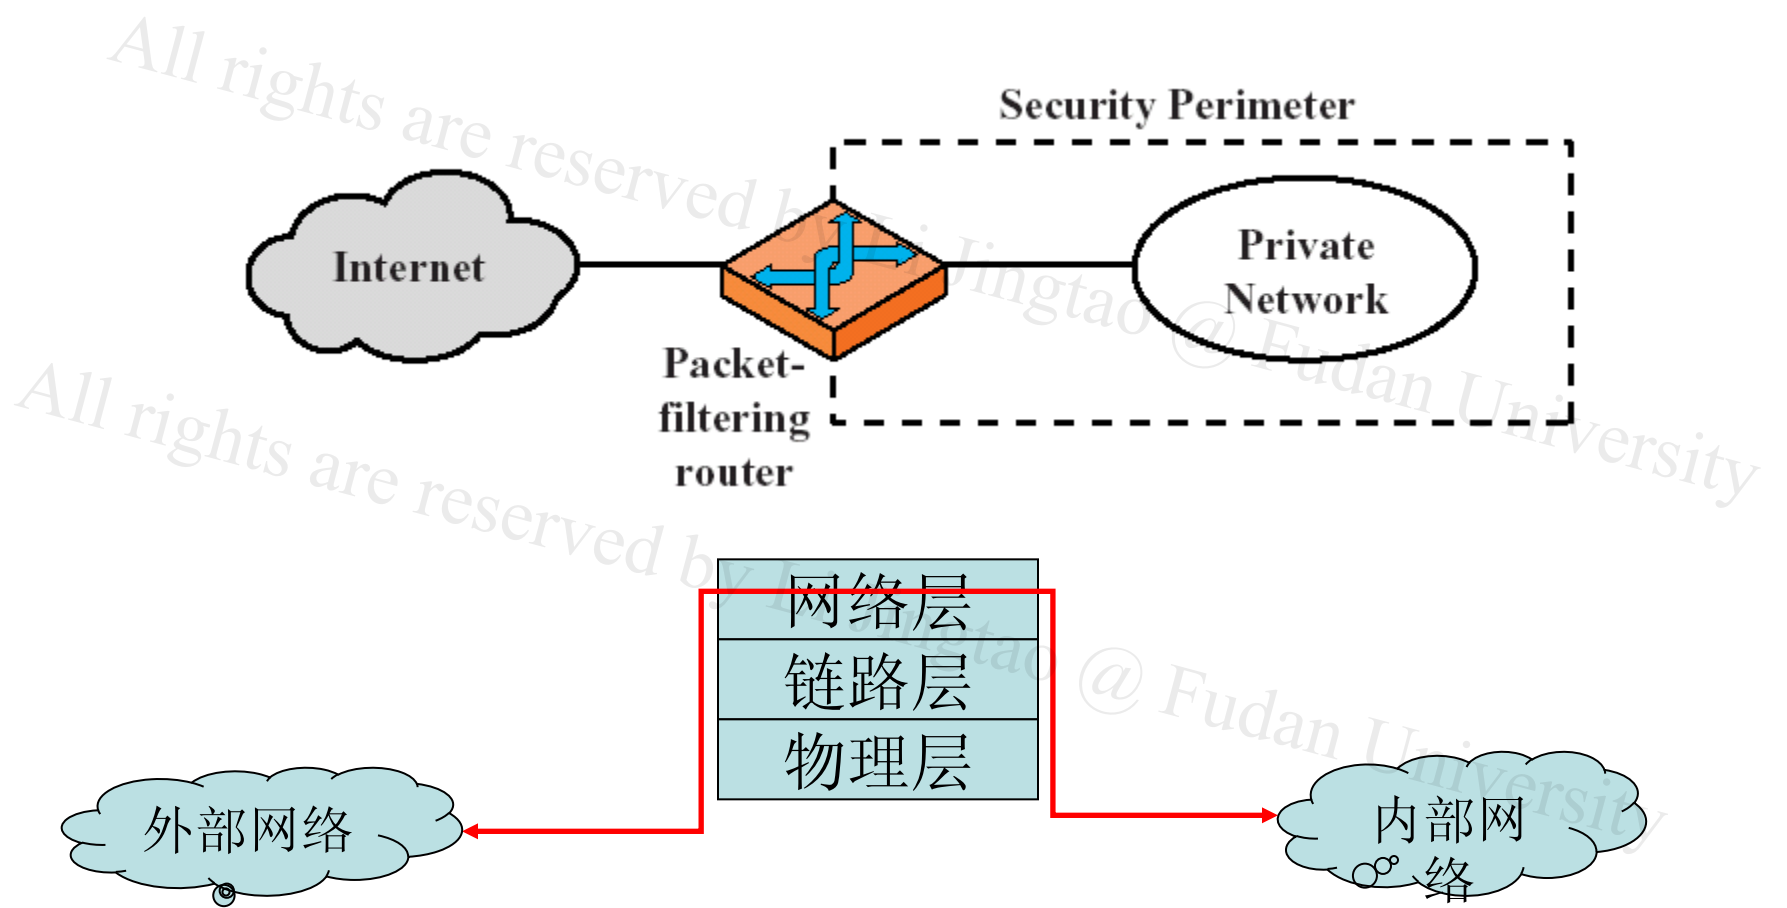 All rights are reserved by Li Jingtao @ Fudan University
Security Perimeter
Internet
Private
Network
Packet-
filtering
router
All rights are reserved by Li Jingtao @ Fudan University
网络层
链路层
物理层
外部网络
内部网
络